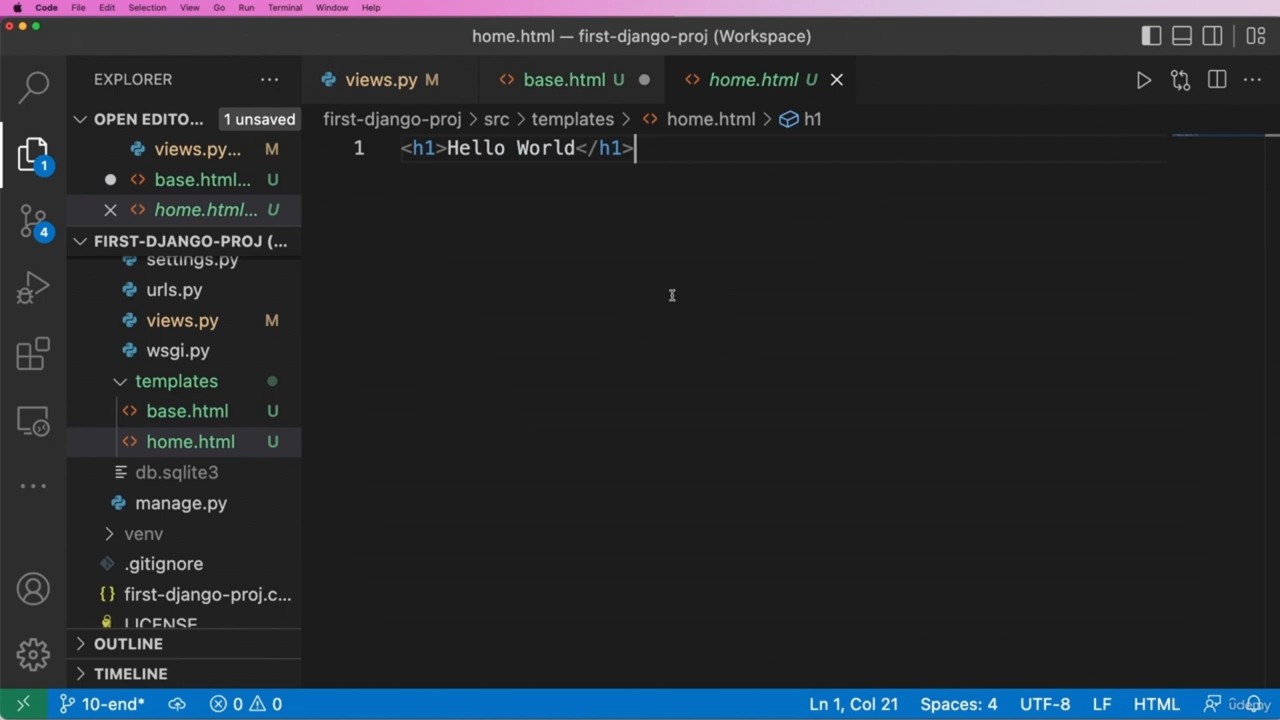 Code File Edit Selection View Go Run Terminal Window Help
home.html — first-django-proj (Workspace)
EXPLORER
views.py M
base.html U
home.html U
OPEN EDITO... 1 unsaved
first-django-proj > src > templates > home.html > h1
views.py... M
1 <h1>Hello World</h1>
base.html... U
home.html... U
1
4
FIRST-DJANGO-PROJ (...
settings.py
urls.py
views.py M
wsgi.py
templates
base.html U
home.html U
db.sqlite3
manage.py
venv
.gitignore
first-django-proj.c...
LICENSE
OUTLINE
TIMELINE
10-end* 0 0 Ln 1, Col 21 Spaces: 4 UTF-8 LF HTML
udemy